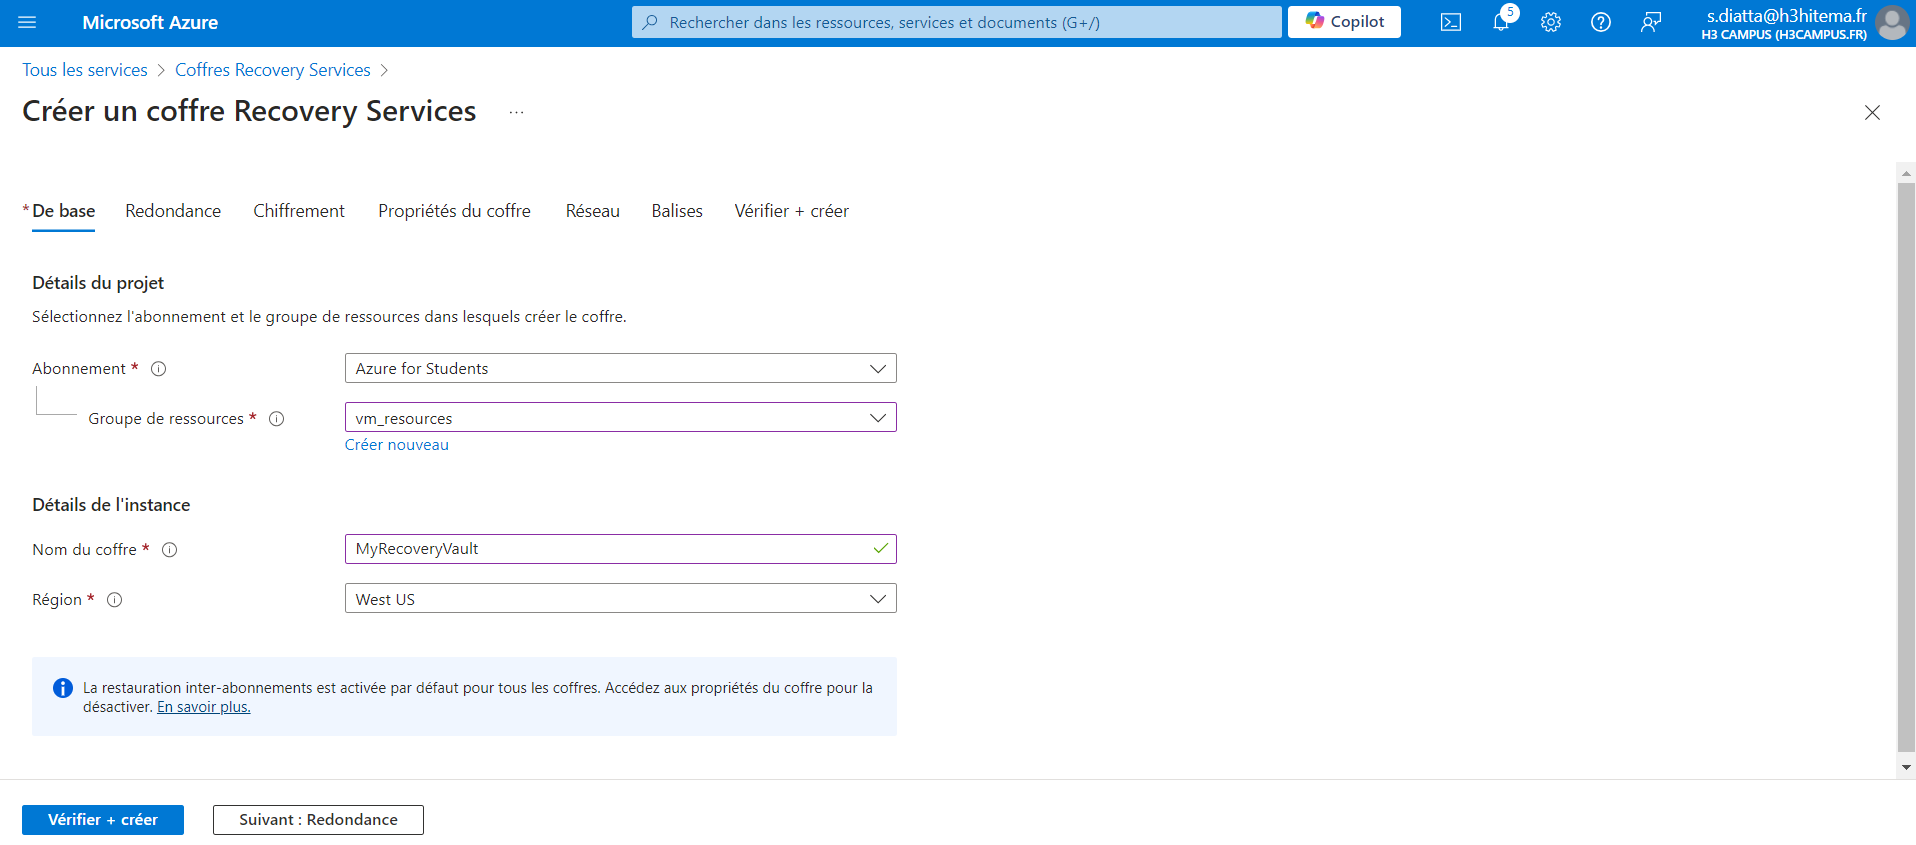 Microsoft Azure
Rechercher dans les ressources, services et documents (G+/)
Copilot
5
s.diatta@h3hitema.fr
H3 CAMPUS (H3CAMPUS.FR)
Tous les services > Coffres Recovery Services >
Créer un coffre Recovery Services ...
* De base Redondance Chiffrement Propriétés du coffre Réseau Balises Vérifier + créer
Détails du projet
Sélectionnez l'abonnement et le groupe de ressources dans lesquels créer le coffre.
Abonnement * Azure for Students
Groupe de ressources * vm_resources
Créer nouveau
Détails de l'instance
Nom du coffre * MyRecoveryVault
Région * West US
La restauration inter-abonnements est activée par défaut pour tous les coffres. Accédez aux propriétés du coffre pour la
désactiver. En savoir plus.
Vérifier + créer Suivant : Redondance